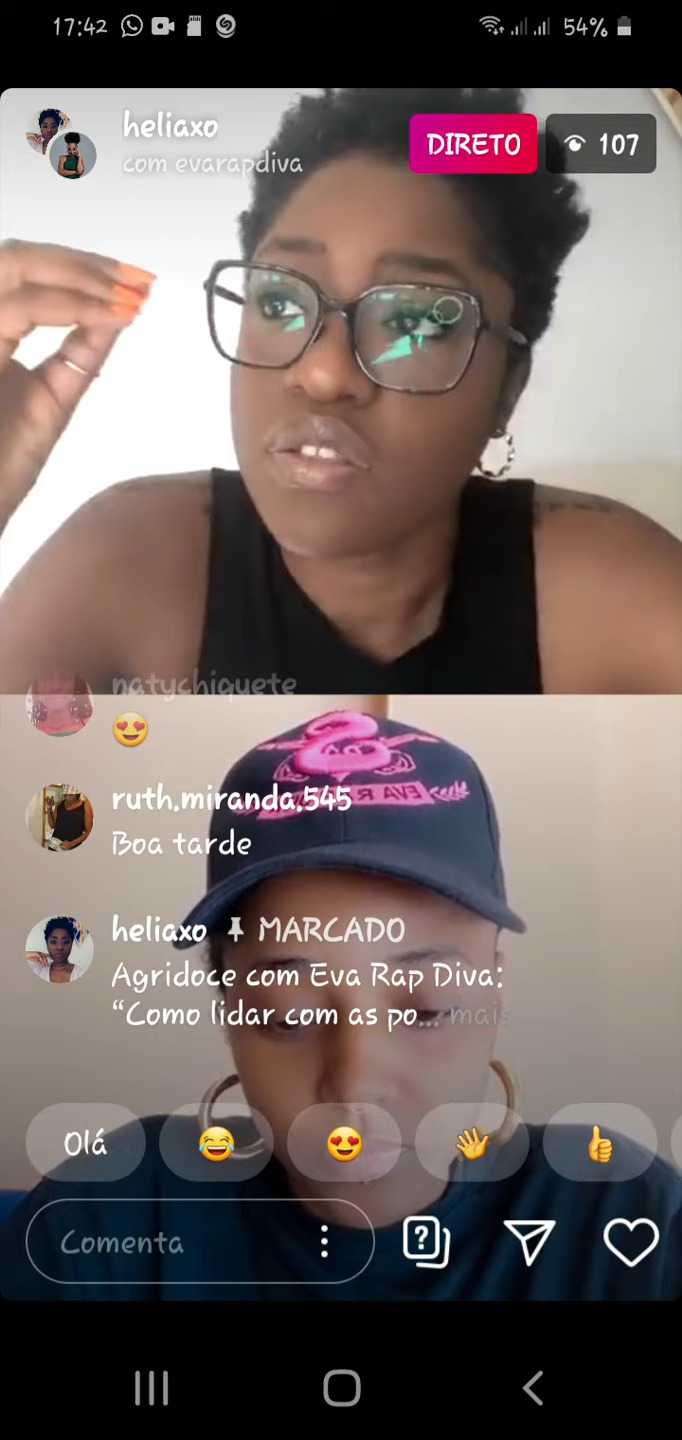 17:42
54%
heliaxo
com evarapdiva
DIRETO
107
natychiquete
😍
ruth.miranda.545
Boa tarde
heliaxo MARCADO
Agridoce com Eva Rap Diva:
“Como lidar com as po... mais
Olá 😂 😍 👋 👍
Comenta